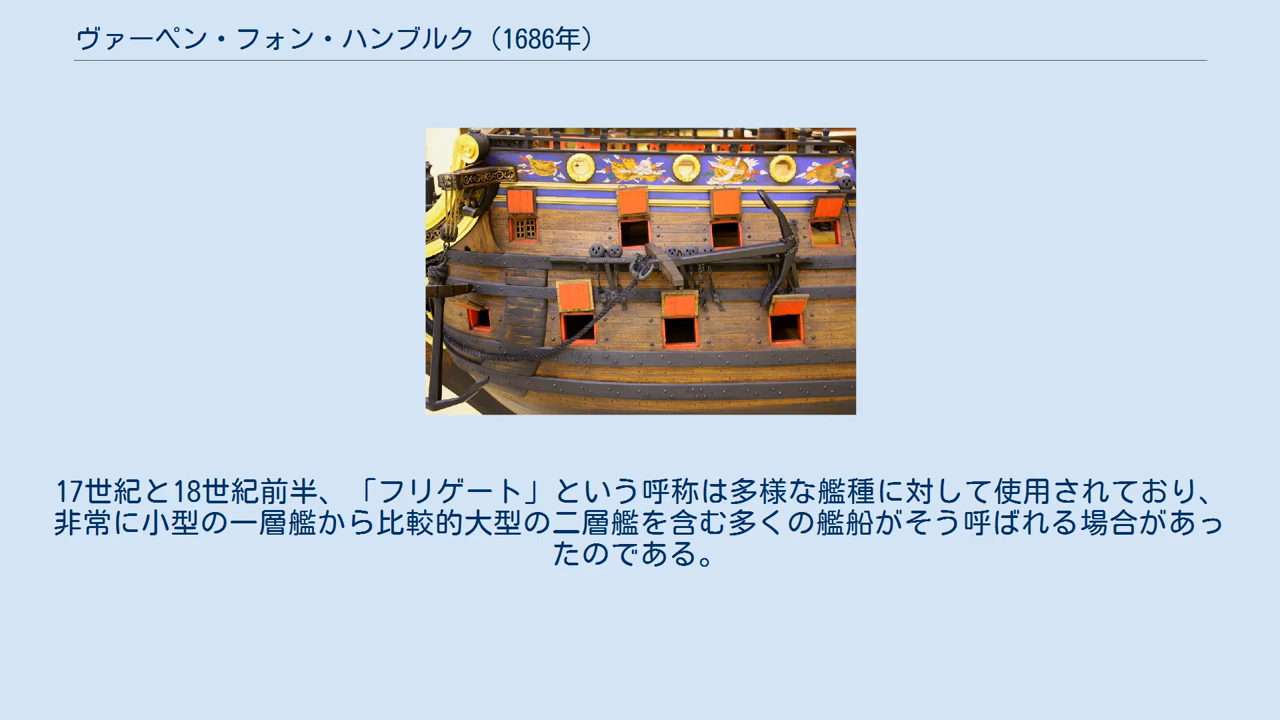 ヴァーペン・フォン・ハンブルク（1686年）
17世紀と18世紀前半、「フリゲート」という呼称は多様な艦種に対して使用されており、
非常に小型の一層艦から比較的大型の二層艦を含む多くの艦船がそう呼ばれる場合があっ
たのである。